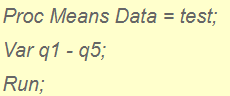 Proc Means Data = test;
Var q1 - q5;
Run;